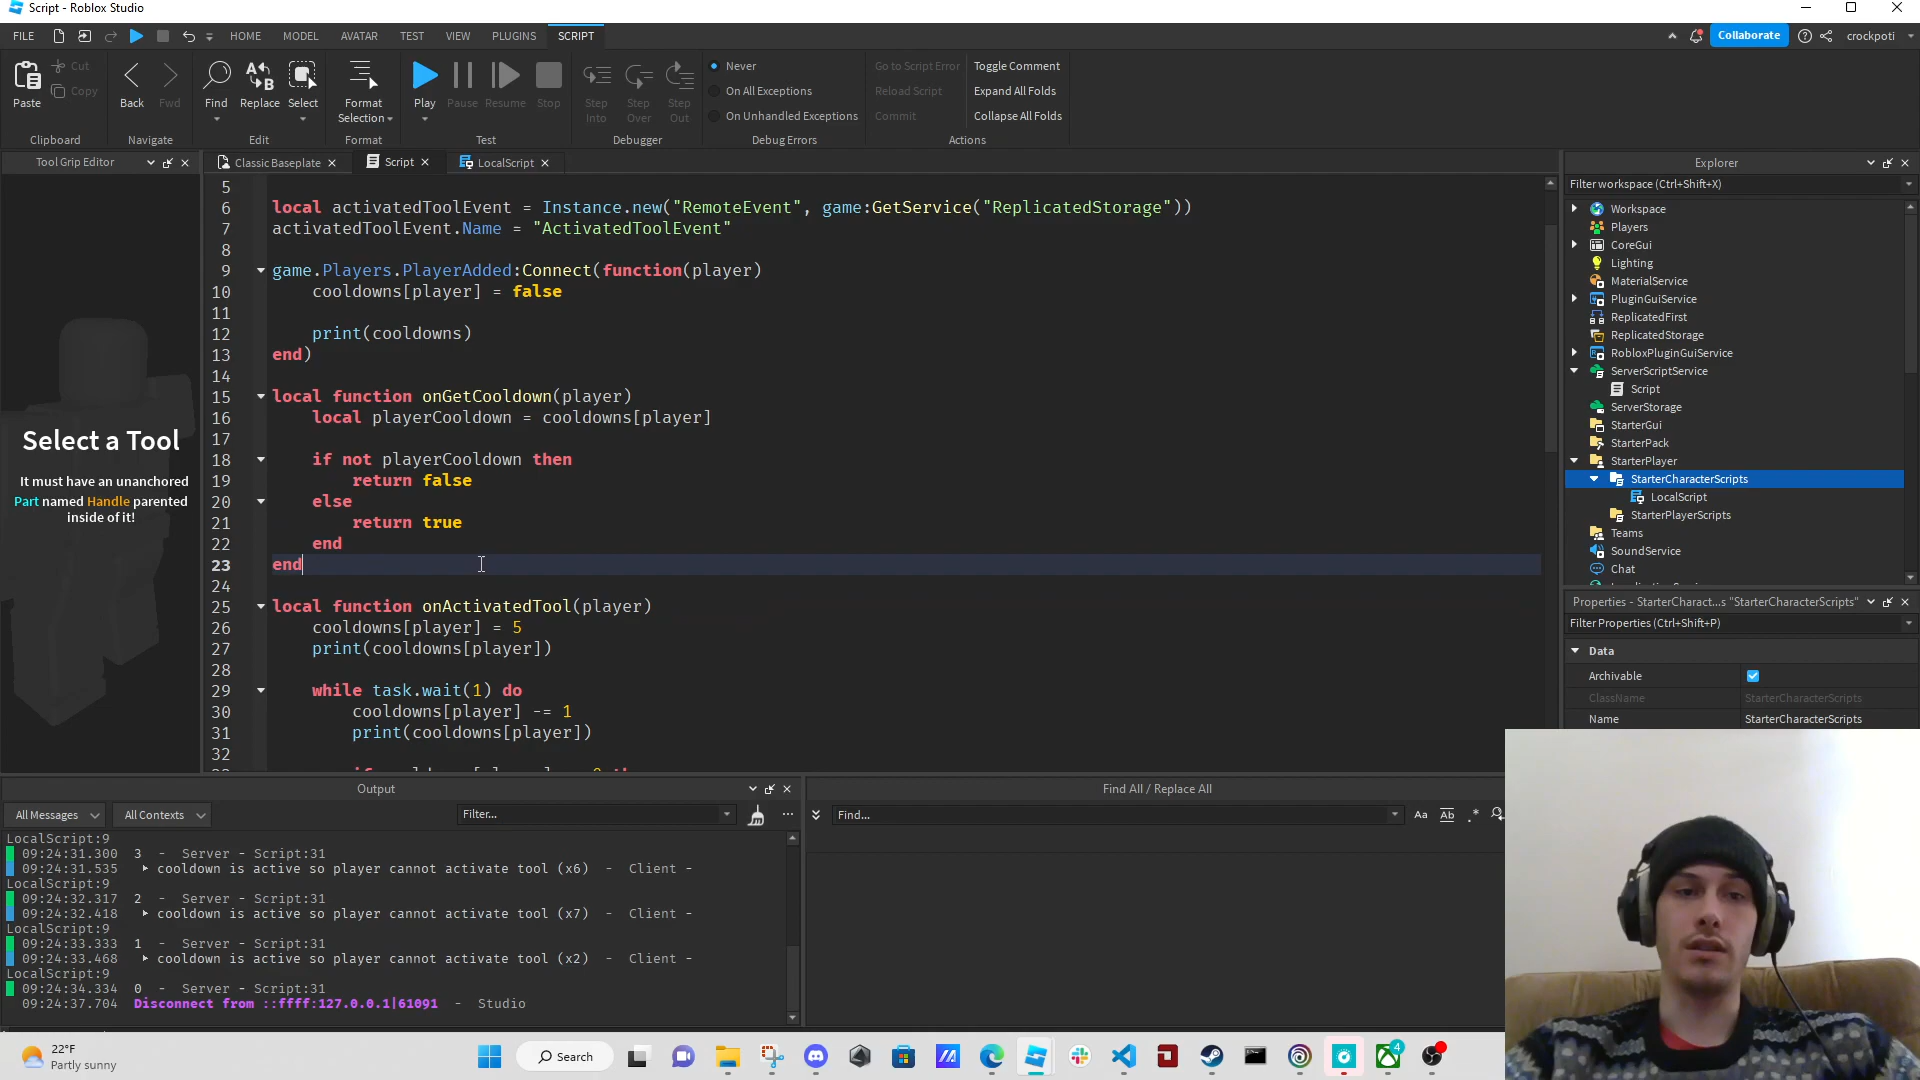 Script - Roblox Studio
FILE HOME MODEL AVATAR TEST VIEW PLUGINS SCRIPT Collaborate crockpoti
Paste Cut Copy Back Fwd Find Replace Select Format Selection Play Pause Resume Stop Step Into Step Over Step Out
Never
On All Exceptions
On Unhandled Exceptions
Go to Script Error
Reload Script
Commit
Toggle Comment
Expand All Folds
Collapse All Folds
Clipboard Navigate Edit Format Test Debugger Debug Errors Actions
Tool Grip Editor Classic Baseplate Script LocalScript Explorer
Select a Tool
It must have an unanchored
Part named Handle parented
inside of it!
5
6 local activatedToolEvent = Instance.new("RemoteEvent", game:GetService("ReplicatedStorage"))
7 activatedToolEvent.Name = "ActivatedToolEvent"
8
9 game.Players.PlayerAdded:Connect(function(player)
10 cooldowns[player] = false
11
12 print(cooldowns)
13 end)
14
15 local function onGetCooldown(player)
16 local playerCooldown = cooldowns[player]
17
18 if not playerCooldown then
19 return false
20 else
21 return true
22 end
23 end
24
25 local function onActivatedTool(player)
26 cooldowns[player] = 5
27 print(cooldowns[player])
28
29 while task.wait(1) do
30 cooldowns[player] -= 1
31 print(cooldowns[player])
32
Filter workspace (Ctrl+Shift+X)
Workspace
Players
CoreGui
Lighting
MaterialService
PluginGuiService
ReplicatedFirst
ReplicatedStorage
RobloxPluginGuiService
ServerScriptService
Script
ServerStorage
StarterGui
StarterPack
StarterPlayer
StarterCharacterScripts
LocalScript
StarterPlayerScripts
Teams
SoundService
Chat
Properties - StarterCharact...s "StarterCharacterScripts"
Filter Properties (Ctrl+Shift+P)
Data
Archivable
ClassName StarterCharacterScripts
Name StarterCharacterScripts
Output
All Messages All Contexts Filter...
LocalScript:9
09:24:31.300 3 - Server - Script:31
09:24:31.535 cooldown is active so player cannot activate tool (x6) - Client -
LocalScript:9
09:24:32.317 2 - Server - Script:31
09:24:32.418 cooldown is active so player cannot activate tool (x7) - Client -
LocalScript:9
09:24:33.333 1 - Server - Script:31
09:24:33.468 cooldown is active so player cannot activate tool (x2) - Client -
LocalScript:9
09:24:34.334 0 - Server - Script:31
09:24:37.704 Disconnect from ::ffff:127.0.0.1|61091 - Studio
Find All / Replace All
Find... Aa Ab .*
22°F
Partly sunny
Search
4